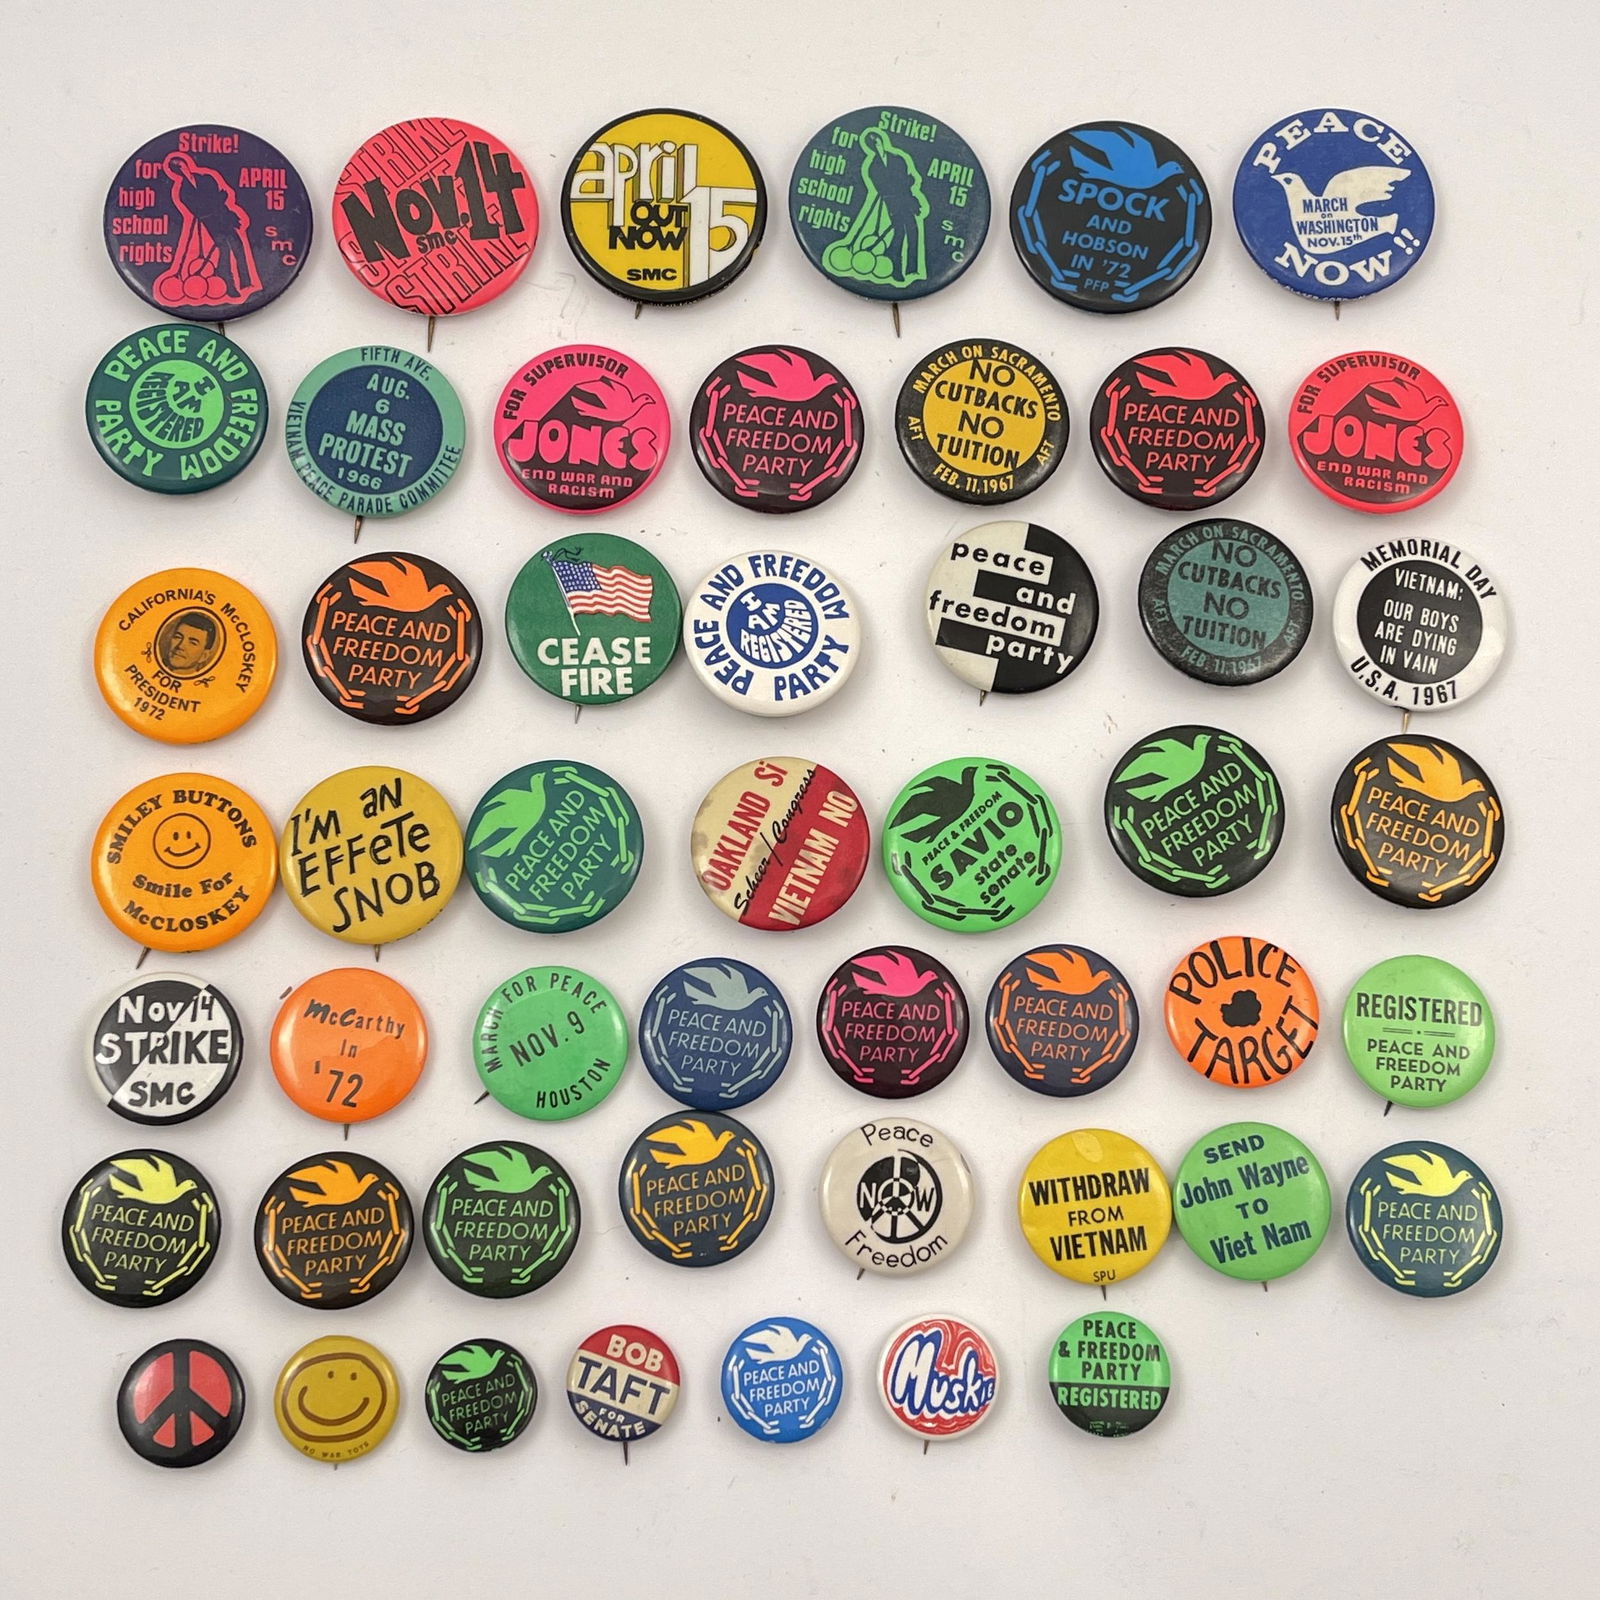 Strike!
for
high
school
rights
APRIL
15
smc
STRIKE
Nov.14
smc
STRIKE
april
15
OUT
NOW
SMC
Strike!
for
high
school
rights
APRIL
15
smc
SPOCK
AND
HOBSON
IN '72
PFP
PEACE
MARCH
on
WASHINGTON
NOV. 15th
NOW!!
PEACE AND FREEDOM PARTY
I
AM
REGISTERED
FIFTH AVE.
AUG.
6
MASS
PROTEST
1966
VIETNAM PEACE PARADE COMMITTEE
FOR SUPERVISOR
JONES
END WAR AND
RACISM
PEACE AND
FREEDOM
PARTY
MARCH ON SACRAMENTO
NO
CUTBACKS
NO
TUITION
AFT
AFT
FEB. 11, 1967
PEACE AND
FREEDOM
PARTY
FOR SUPERVISOR
JONES
END WAR AND
RACISM
CALIFORNIA'S McCLOSKEY
FOR
PRESIDENT
1972
PEACE AND
FREEDOM
PARTY
CEASE
FIRE
PEACE AND FREEDOM PARTY
I
AM
REGISTERED
peace
and
freedom
party
MARCH ON SACRAMENTO
NO
CUTBACKS
NO
TUITION
AFT
AFT
FEB. 11, 1967
MEMORIAL DAY
VIETNAM:
OUR BOYS
ARE DYING
IN VAIN
U.S.A. 1967
SMILEY BUTTONS
Smile For
McCLOSKEY
I'M aN
EFFeTe
SNOB
PEACE AND
FREEDOM
PARTY
OAKLAND Si
Scheer/Congress
VIETNAM NO
PEACE & FREEDOM
SAVIO
State
Senate
PEACE AND
FREEDOM
PARTY
PEACE AND
FREEDOM
PARTY
Nov 14
STRIKE
SMC
McCarthy
In
'72
MARCH FOR PEACE
NOV. 9
HOUSTON
PEACE AND
FREEDOM
PARTY
PEACE AND
FREEDOM
PARTY
PEACE AND
FREEDOM
PARTY
POLICE
TARGET
REGISTERED
PEACE AND
FREEDOM
PARTY
PEACE AND
FREEDOM
PARTY
PEACE AND
FREEDOM
PARTY
PEACE AND
FREEDOM
PARTY
PEACE AND
FREEDOM
PARTY
Peace
NOW
Freedom
WITHDRAW
FROM
VIETNAM
SPU
SEND
John Wayne
TO
Viet Nam
PEACE AND
FREEDOM
PARTY
NO WAR TOYS
PEACE AND
FREEDOM
PARTY
BOB
TAFT
FOR
SENATE
PEACE AND
FREEDOM
PARTY
Muskie
PEACE
& FREEDOM
PARTY
REGISTERED